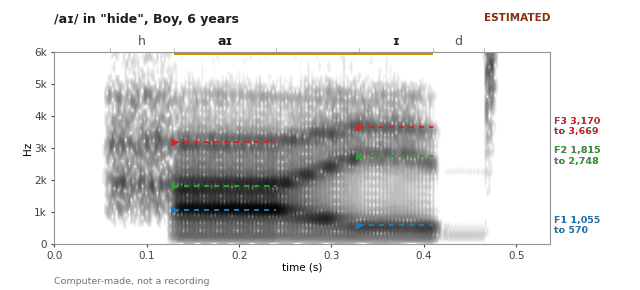 /aɪ/ in "hide", Boy, 6 years
ESTIMATED
h aɪ ɪ d
6k
5k
4k
3k
2k
1k
0
Hz
F3 3,170
to 3,669
F2 1,815
to 2,748
F1 1,055
to 570
0.0 0.1 0.2 0.3 0.4 0.5
time (s)
Computer-made, not a recording